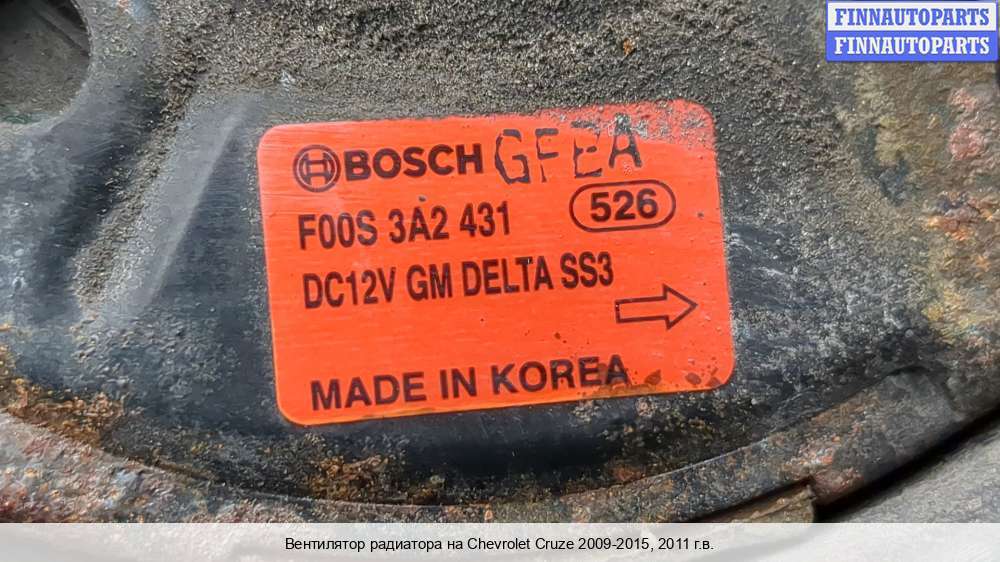 FINNAUTOPARTS
FINNAUTOPARTS
BOSCH GFEA
F00S 3A2 431 526
DC12V GM DELTA SS3
MADE IN KOREA
Вентилятор радиатора на Chevrolet Cruze 2009-2015, 2011 г.в.